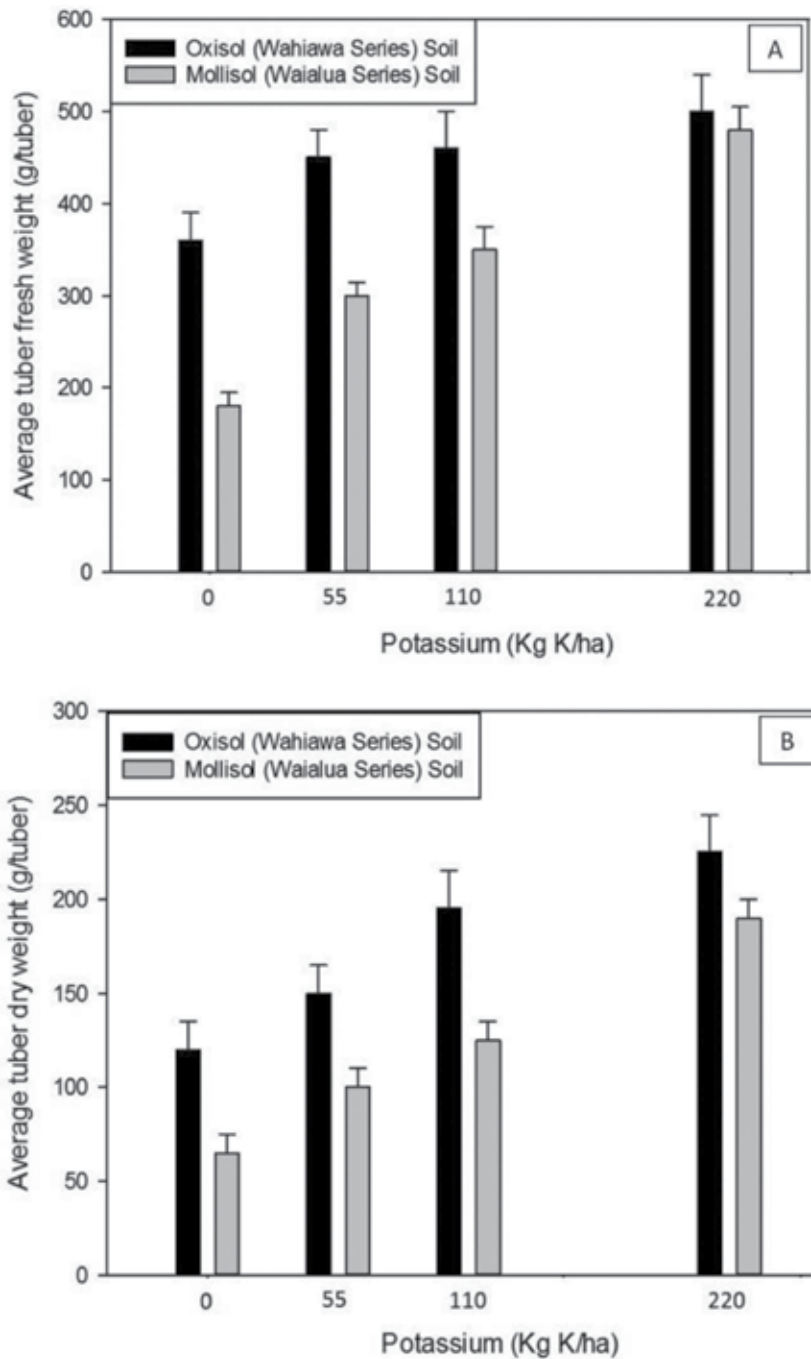 600
500
400
300
200
100
0
Average tuber fresh weight (g/tuber)
Oxisol (Wahiawa Series) Soil
Mollisol (Waialua Series) Soil
A
0 55 110 220
Potassium (Kg K/ha)
300
250
200
150
100
50
0
Average tuber dry weight (g/tuber)
Oxisol (Wahiawa Series) Soil
Mollisol (Waialua Series) Soil
B
0 55 110 220
Potassium (Kg K/ha)